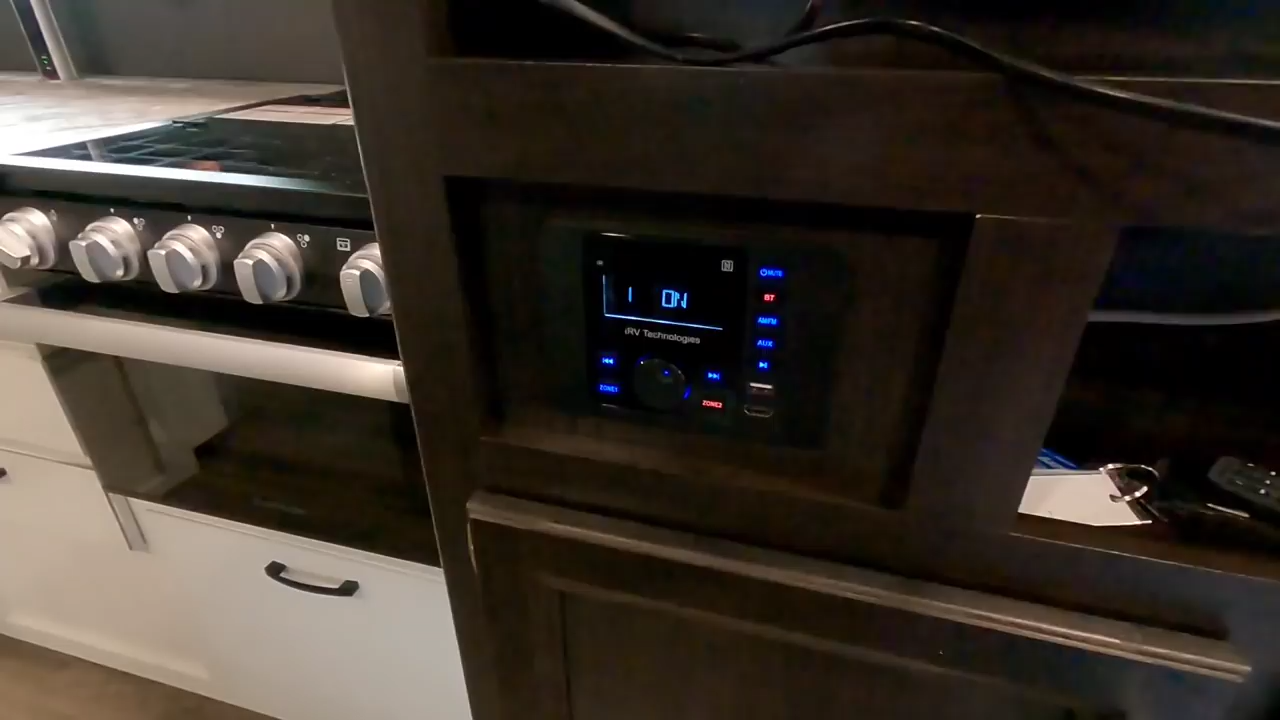 MUTE
BT
1 ON
AM/FM
iRV Technologies
AUX
ZONE1
ZONE2